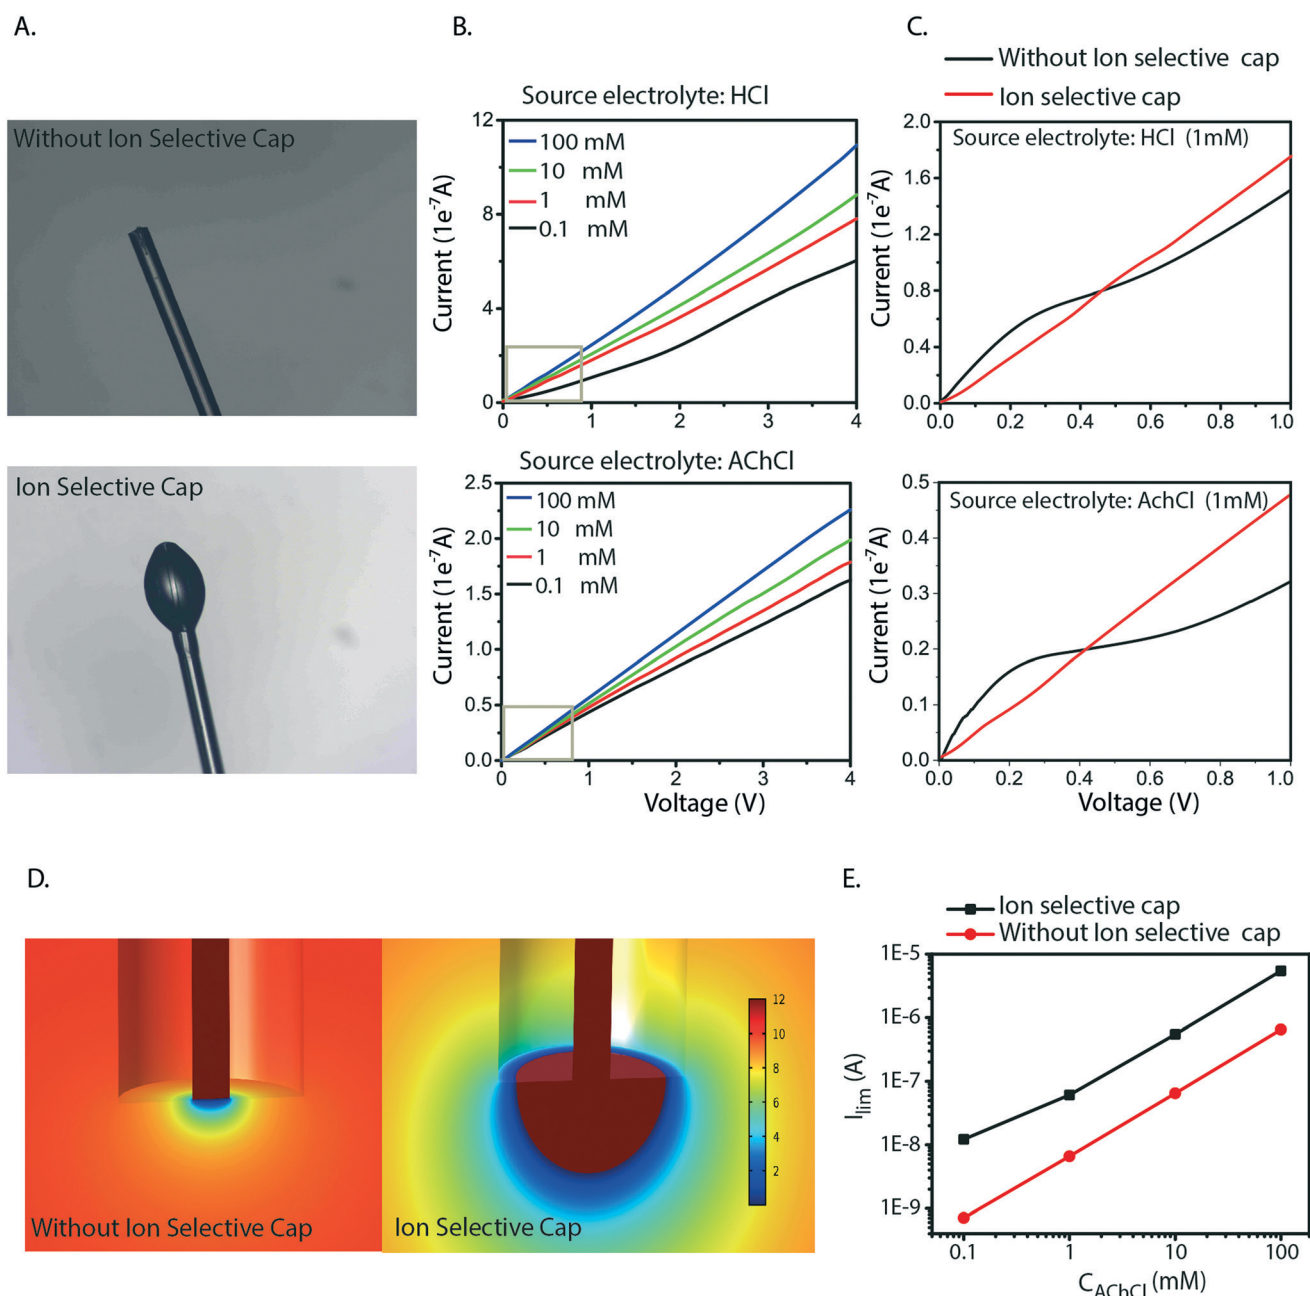 A.
B.
C.
Without Ion Selective Cap
Ion Selective Cap
Source electrolyte: HCl
12
8
4
0
0 1 2 3 4
Current (1e⁻⁷A)
100 mM
10 mM
1 mM
0.1 mM
Source electrolyte: AChCl
2.5
2.0
1.5
1.0
0.5
0.0
0 1 2 3 4
Current (1e⁻⁷A)
100 mM
10 mM
1 mM
0.1 mM
Voltage (V)
Without Ion selective cap
Ion selective cap
Source electrolyte: HCl (1mM)
2.0
1.6
1.2
0.8
0.4
0.0
0.0 0.2 0.4 0.6 0.8 1.0
Current (1e⁻⁷A)
Source electrolyte: AchCl (1mM)
0.5
0.4
0.3
0.2
0.1
0.0
0.0 0.2 0.4 0.6 0.8 1.0
Current (1e⁻⁷A)
Voltage (V)
D.
Without Ion Selective Cap
Ion Selective Cap
12
10
8
6
4
2
E.
Ion selective cap
Without Ion selective cap
1E-5
1E-6
1E-7
1E-8
1E-9
0.1 1 10 100
I_lim (A)
C_AChCl (mM)